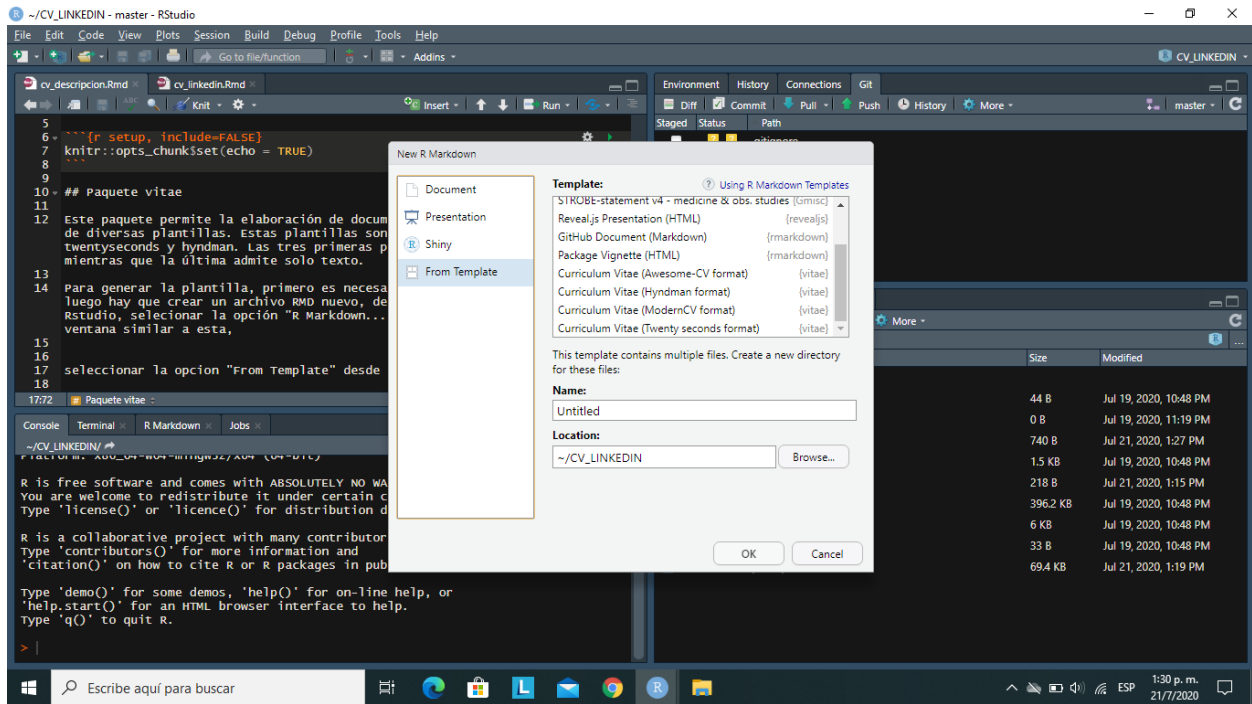 ~/CV_LINKEDIN - master - RStudio
File Edit Code View Plots Session Build Debug Profile Tools Help
Go to file/function
Addins
CV_LINKEDIN
cv_descripcion.Rmd
cv_linkedin.Rmd
Knit
Insert
Run
5
6 ```{r setup, include=FALSE}
7 knitr::opts_chunk$set(echo = TRUE)
8 ```
9
10 ## Paquete vitae
11
12 Este paquete permite la elaboración de docum
de diversas plantillas. Estas plantillas son
twentyseconds y hyndman. Las tres primeras p
mientras que la última admite solo texto.
13
14 Para generar la plantilla, primero es necesa
luego hay que crear un archivo RMD nuevo, de
Rstudio, selecionar la opción "R Markdown...
ventana similar a esta,
15
16
17 seleccionar la opcion "From Template" desde
18
17:72 Paquete vitae
Console Terminal R Markdown Jobs
~/CV_LINKEDIN/
Platform: x86_64-w64-mingw32/x64 (64-bit)
R is free software and comes with ABSOLUTELY NO WA
You are welcome to redistribute it under certain c
Type 'license()' or 'licence()' for distribution d
R is a collaborative project with many contributor
Type 'contributors()' for more information and
'citation()' on how to cite R or R packages in pub
Type 'demo()' for some demos, 'help()' for on-line help, or
'help.start()' for an HTML browser interface to help.
Type 'q()' to quit R.
>
New R Markdown
Document
Presentation
Shiny
From Template
Template:
Using R Markdown Templates
STROBE-statement v4 - medicine & obs. studies {Gmisc}
Reveal.js Presentation (HTML) {revealjs}
GitHub Document (Markdown) {rmarkdown}
Package Vignette (HTML) {rmarkdown}
Curriculum Vitae (Awesome-CV format) {vitae}
Curriculum Vitae (Hyndman format) {vitae}
Curriculum Vitae (ModernCV format) {vitae}
Curriculum Vitae (Twenty seconds format) {vitae}
This template contains multiple files. Create a new directory
for these files:
Name:
Untitled
Location:
~/CV_LINKEDIN
Browse...
OK
Cancel
Environment History Connections Git
Diff Commit Pull Push History More
master
Staged Status Path
.gitignore
More
Size Modified
44 B Jul 19, 2020, 10:48 PM
0 B Jul 19, 2020, 11:19 PM
740 B Jul 21, 2020, 1:27 PM
1.5 KB Jul 19, 2020, 10:48 PM
218 B Jul 21, 2020, 1:15 PM
396.2 KB Jul 19, 2020, 10:48 PM
6 KB Jul 19, 2020, 10:48 PM
33 B Jul 19, 2020, 10:48 PM
69.4 KB Jul 21, 2020, 1:19 PM
Escribe aquí para buscar
ESP
1:30 p. m.
21/7/2020